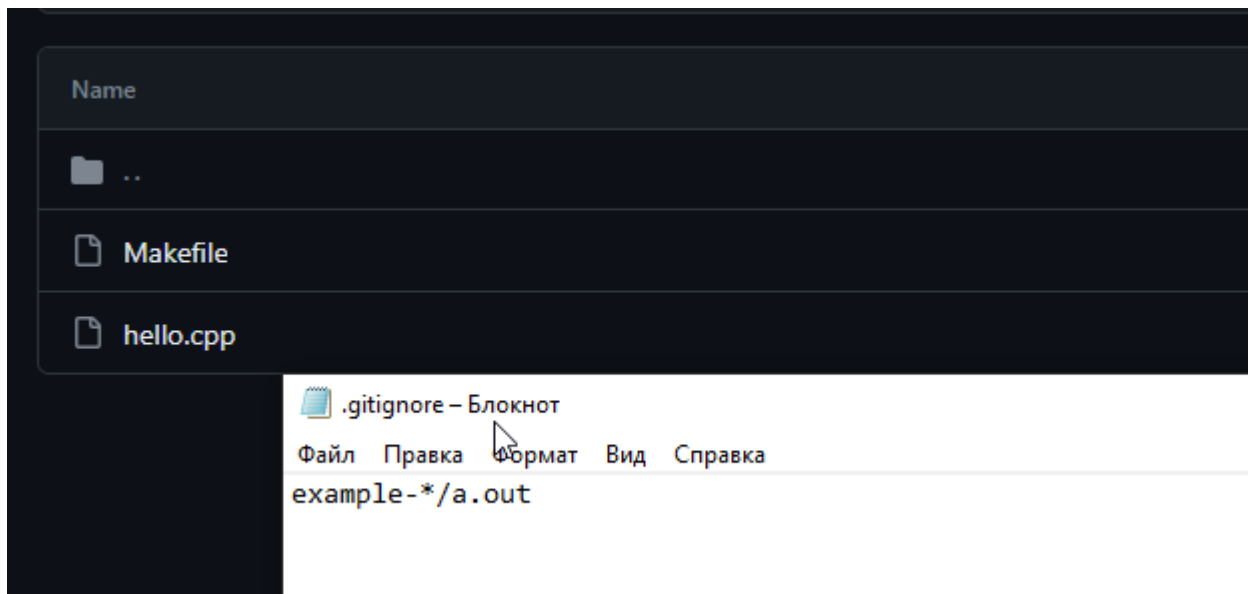 Name
..
Makefile
hello.cpp
.gitignore – Блокнот
Файл Правка Формат Вид Справка
example-*/a.out